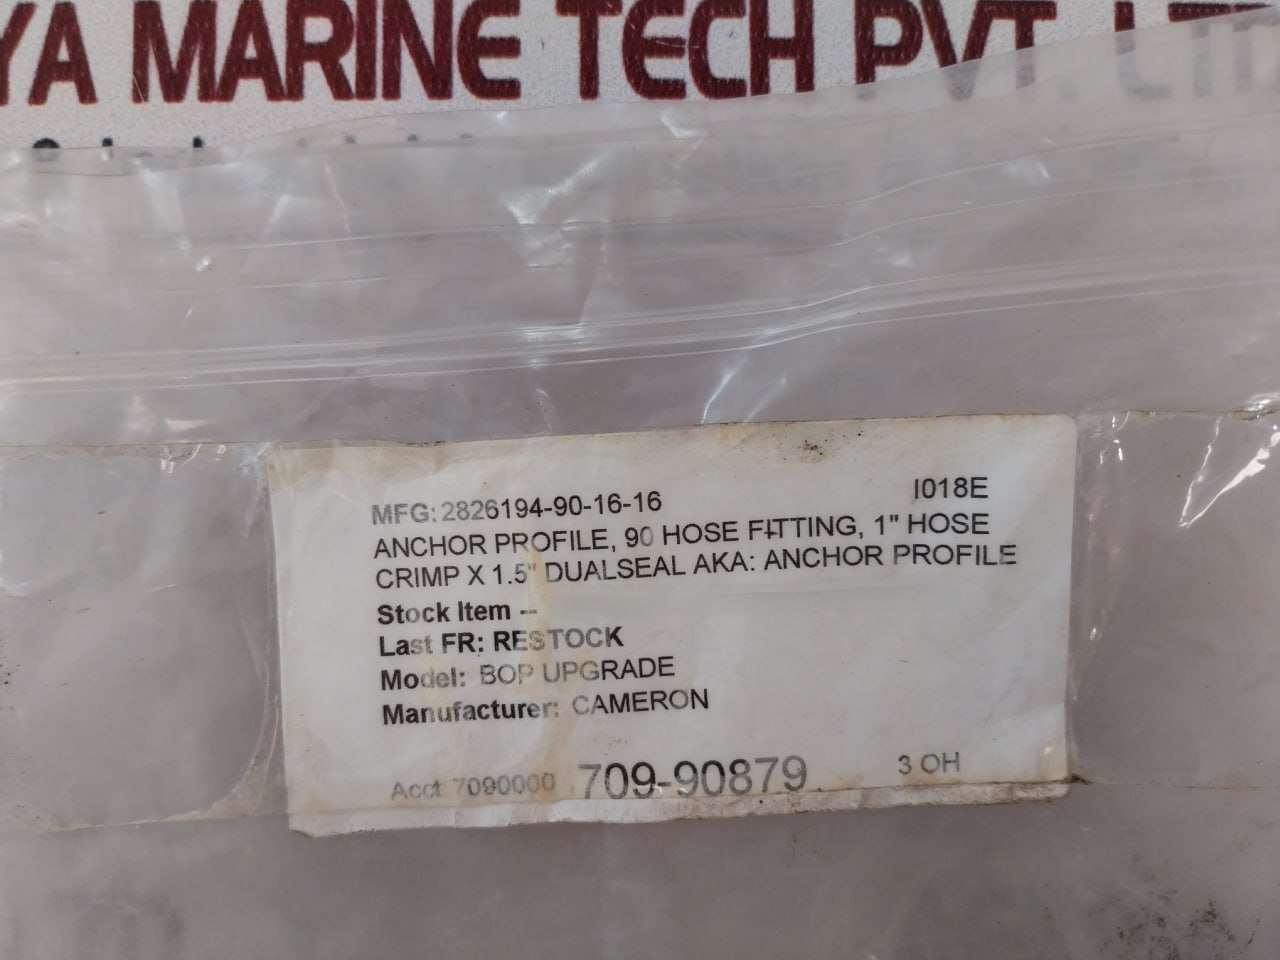 YA MARINE TECH PVT. LTD
MFG: 2826194-90-16-16 I018E
ANCHOR PROFILE, 90 HOSE FITTING, 1" HOSE
CRIMP X 1.5" DUALSEAL AKA: ANCHOR PROFILE
Stock Item --
Last FR: RESTOCK
Model: BOP UPGRADE
Manufacturer: CAMERON
Acct 7090000 709-90879 3 OH